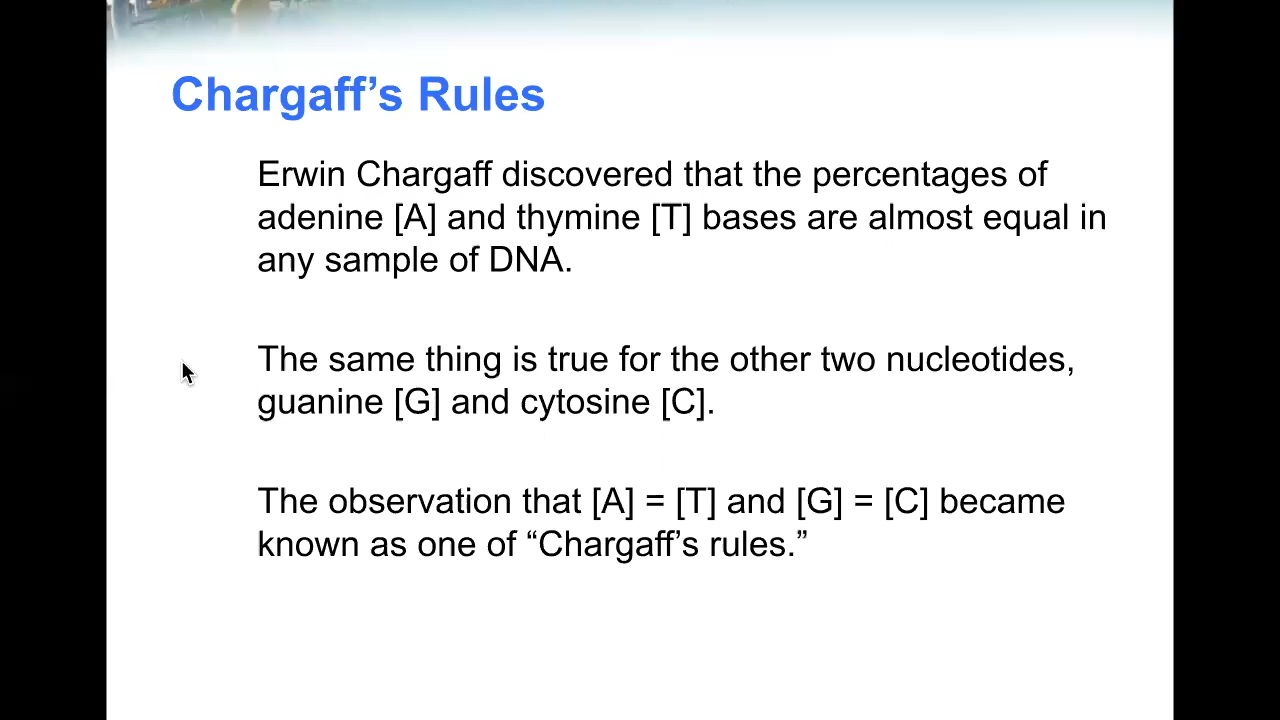 Chargaff’s Rules
Erwin Chargaff discovered that the percentages of
adenine [A] and thymine [T] bases are almost equal in
any sample of DNA.
The same thing is true for the other two nucleotides,
guanine [G] and cytosine [C].
The observation that [A] = [T] and [G] = [C] became
known as one of “Chargaff’s rules.”